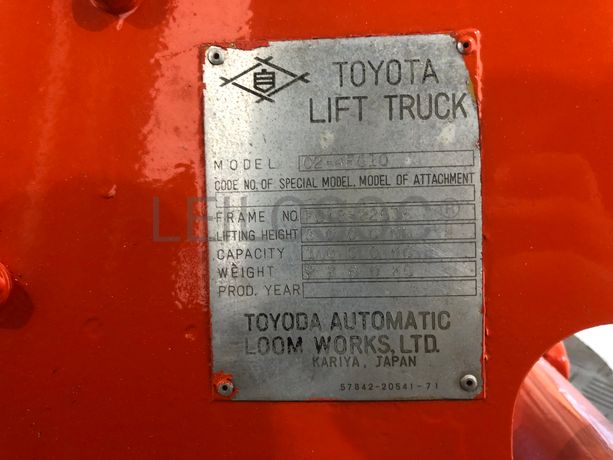 TOYOTA
LIFT TRUCK
MODEL
CODE NO. OF SPECIAL MODEL, MODEL OF ATTACHMENT
FRAME NO
LIFTING HEIGHT
CAPACITY
WEIGHT
PROD. YEAR
TOYODA AUTOMATIC
LOOM WORKS, LTD.
KARIYA, JAPAN
57842-20541-71